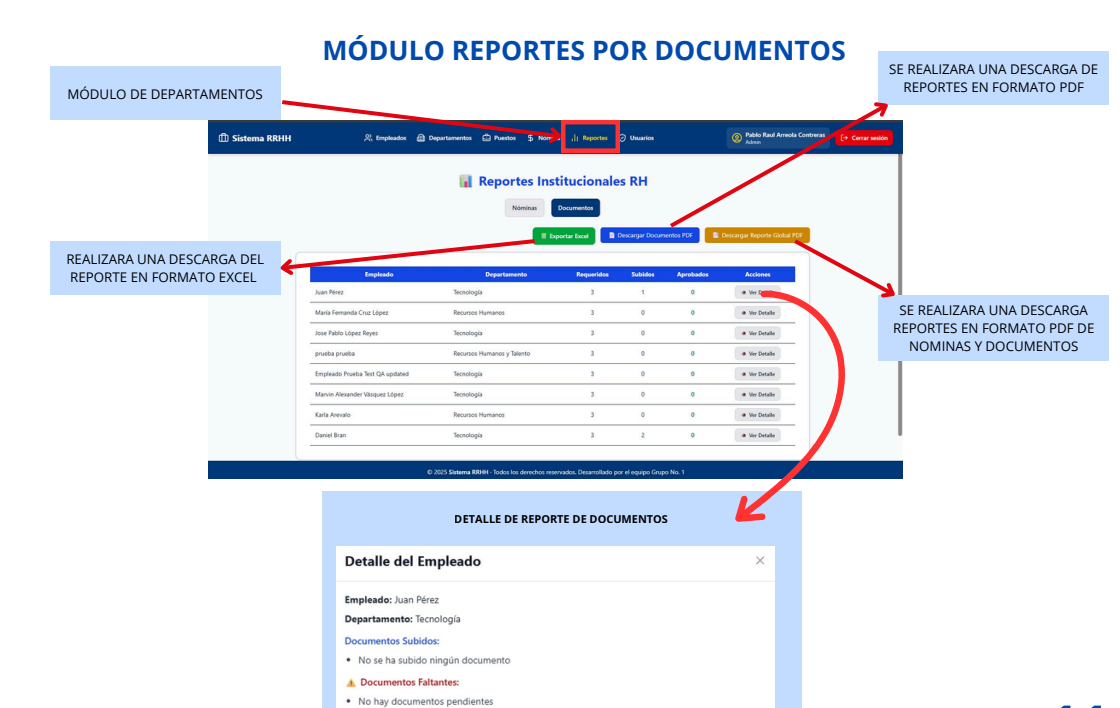 MÓDULO REPORTES POR DOCUMENTOS
MÓDULO DE DEPARTAMENTOS
SE REALIZARA UNA DESCARGA DE
REPORTES EN FORMATO PDF
Sistema RRHH
Empleados
Departamentos
Puestos
Reportes
Usuarios
Pablo Raul Arreola Contreras
Admin
Cerrar sesión
Reportes Institucionales RH
Nóminas
Documentos
Exportar Excel
Descargar Documentos PDF
Descargar Reporte Global PDF
REALIZARA UNA DESCARGA DEL
REPORTE EN FORMATO EXCEL
SE REALIZARA UNA DESCARGA
REPORTES EN FORMATO PDF DE
NOMINAS Y DOCUMENTOS
Empleado Departamento Requeridos Subidos Aprobados Acciones
Juan Pérez Tecnología 3 1 0 Ver
María Fernanda Cruz López Recursos Humanos 3 0 0 Ver Detalle
Jose Pablo López Reyes Tecnología 3 0 0 Ver Detalle
prueba prueba Recursos Humanos y Talento 3 0 0 Ver Detalle
Empleado Prueba Test QA updated Tecnología 3 0 0 Ver Detalle
Marvin Alexander Vásquez López Tecnología 3 0 0 Ver Detalle
Karla Arevalo Recursos Humanos 3 0 0 Ver Detalle
Daniel Bran Tecnología 3 2 0 Ver Detalle
© 2025 Sistema RRHH · Todos los derechos reservados. Desarrollado por el equipo Grupo No. 1
DETALLE DE REPORTE DE DOCUMENTOS
Detalle del Empleado
Empleado: Juan Pérez
Departamento: Tecnología
Documentos Subidos:
• No se ha subido ningún documento
Documentos Faltantes:
• No hay documentos pendientes